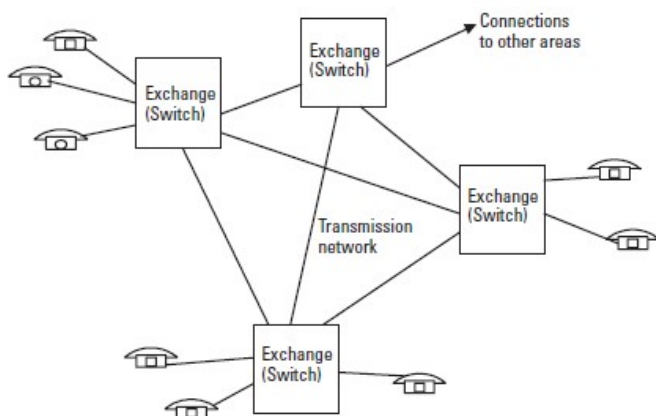 Connections
to other areas
Exchange
(Switch)
Exchange
(Switch)
Exchange
(Switch)
Transmission
network
Exchange
(Switch)